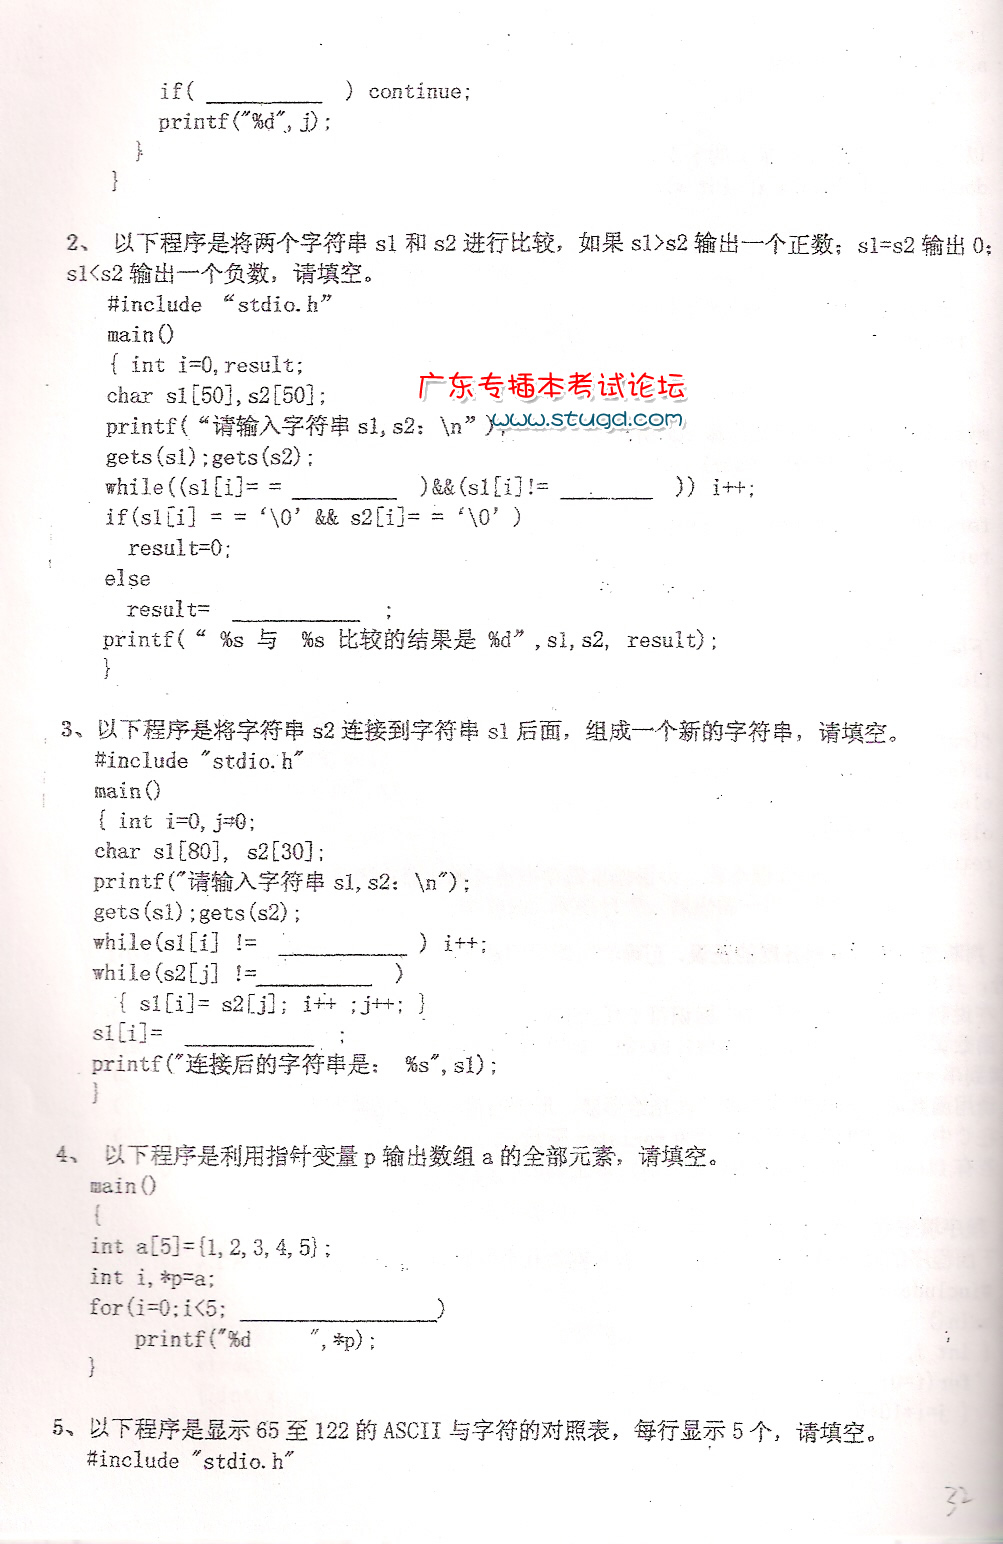 if( __________ ) continue;
printf("%d", j);
}
}
2、 以下程序是将两个字符串 s1 和 s2 进行比较，如果 s1>s2 输出一个正数；s1=s2 输出 0；
s1<s2 输出一个负数，请填空。
#include “stdio.h”
main()
{ int i=0,result;
char s1[50],s2[50];
printf(“请输入字符串 s1,s2：\n”);
gets(s1);gets(s2);
while((s1[i]= = _________ )&&(s1[i]!= ________ )) i++;
if(s1[i] = = ‘\0’ && s2[i]= = ‘\0’ )
result=0;
else
result= ___________ ;
printf(“ %s 与 %s 比较的结果是 %d”,s1,s2, result);
}
广东专插本考试论坛
www.stugd.com
3、以下程序是将字符串 s2 连接到字符串 s1 后面，组成一个新的字符串，请填空。
#include "stdio.h"
main()
{ int i=0,j=0;
char s1[80], s2[30];
printf("请输入字符串 s1,s2：\n");
gets(s1);gets(s2);
while(s1[i] != ___________ ) i++;
while(s2[j] !=__________ )
{ s1[i]= s2[j]; i++ ;j++; }
s1[i]= ___________ ;
printf("连接后的字符串是： %s",s1);
}
4、 以下程序是利用指针变量 p 输出数组 a 的全部元素，请填空。
main()
{
int a[5]={1,2,3,4,5};
int i,*p=a;
for(i=0;i<5; _________________)
printf("%d ",*p);
}
5、以下程序是显示 65 至 122 的 ASCII 与字符的对照表，每行显示 5 个，请填空。
#include "stdio.h"
32